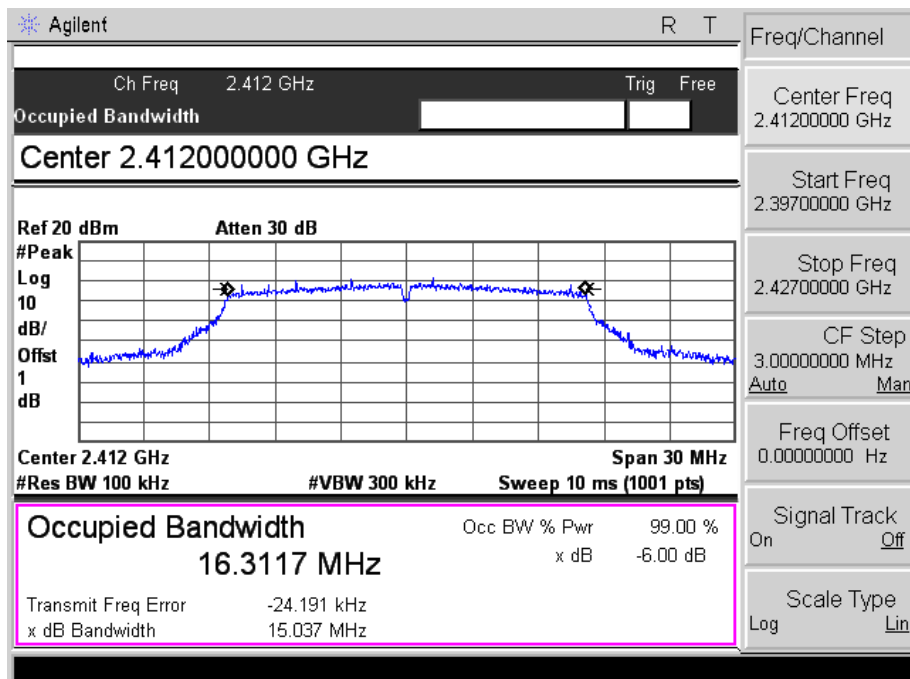 Agilent R T
Ch Freq 2.412 GHz Trig Free
Occupied Bandwidth
Center 2.412000000 GHz
Ref 20 dBm Atten 30 dB
#Peak
Log
10
dB/
Offst
1
dB
Center 2.412 GHz Span 30 MHz
#Res BW 100 kHz #VBW 300 kHz Sweep 10 ms (1001 pts)
Occupied Bandwidth
16.3117 MHz
Occ BW % Pwr 99.00 %
x dB -6.00 dB
Transmit Freq Error -24.191 kHz
x dB Bandwidth 15.037 MHz
Freq/Channel
Center Freq
2.41200000 GHz
Start Freq
2.39700000 GHz
Stop Freq
2.42700000 GHz
CF Step
3.00000000 MHz
Auto Man
Freq Offset
0.00000000 Hz
Signal Track
On Off
Scale Type
Log Lin